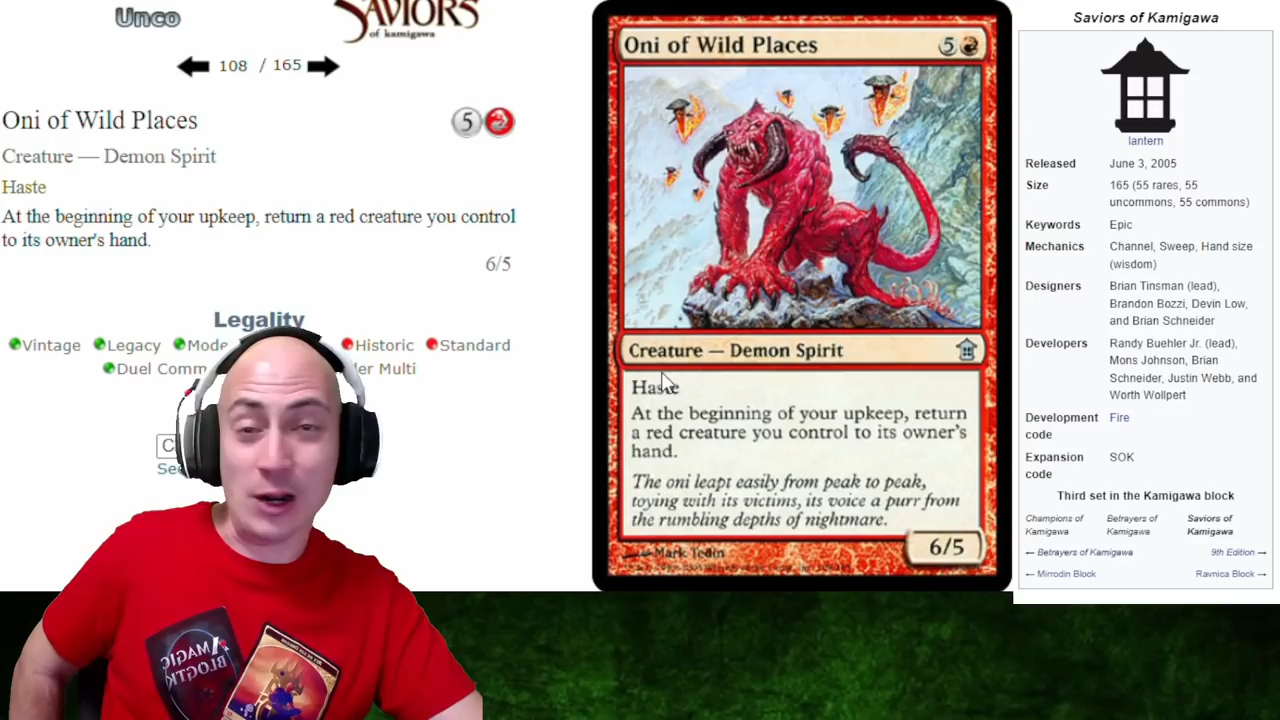 Unco
SAVIORS
of kamigawa
108 / 165
Oni of Wild Places
5
Creature — Demon Spirit
Haste
At the beginning of your upkeep, return a red creature you control
to its owner's hand.
6/5
Legality
Vintage Legacy Mode Historic Standard
Duel Comm ler Multi
C
See
Oni of Wild Places
5
Creature — Demon Spirit
Haste
At the beginning of your upkeep, return
a red creature you control to its owner's
hand.
The oni leapt easily from peak to peak,
toying with its victims, its voice a purr from
the rumbling depths of nightmare.
Mark Tedin
6/5
Saviors of Kamigawa
lantern
Released June 3, 2005
Size 165 (55 rares, 55
uncommons, 55 commons)
Keywords Epic
Mechanics Channel, Sweep, Hand size
(wisdom)
Designers Brian Tinsman (lead),
Brandon Bozzi, Devin Low,
and Brian Schneider
Developers Randy Buehler Jr. (lead),
Mons Johnson, Brian
Schneider, Justin Webb, and
Worth Wollpert
Development Fire
code
Expansion SOK
code
Third set in the Kamigawa block
Champions of Betrayers of Saviors of
Kamigawa Kamigawa Kamigawa
← Betrayers of Kamigawa 9th Edition →
← Mirrodin Block Ravnica Block →
MAGIC
BLOGTK